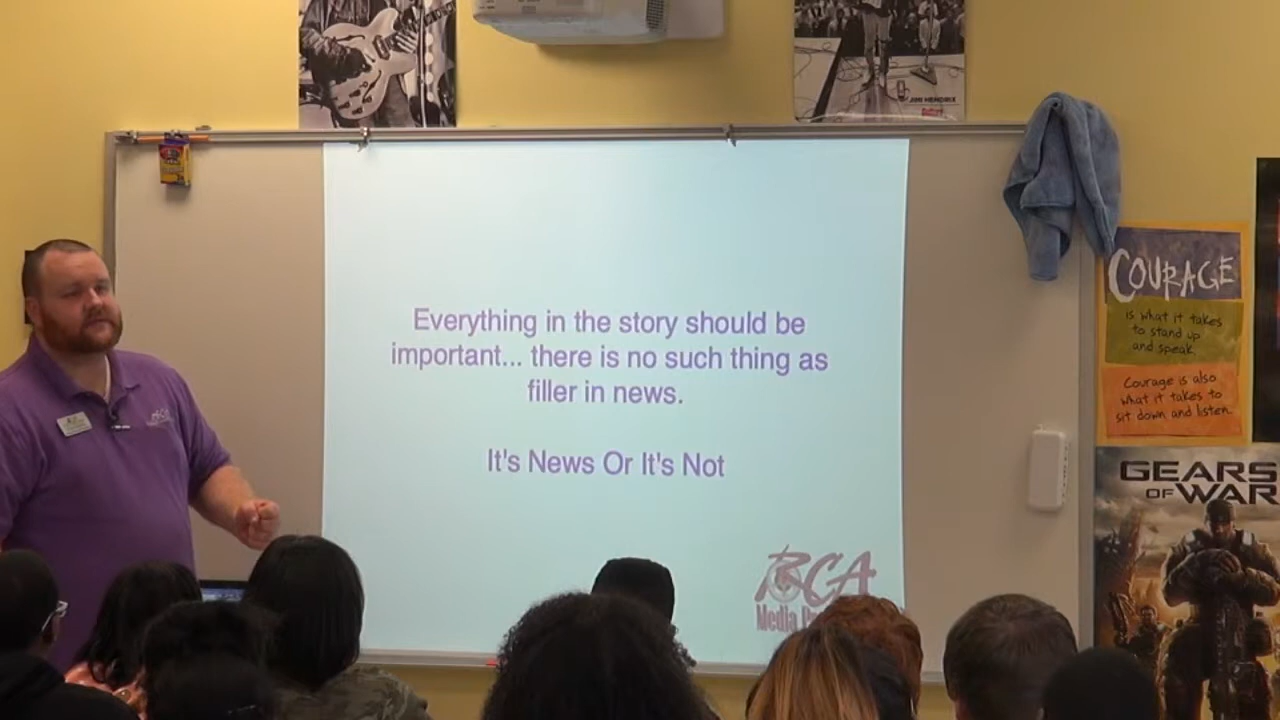 JIMI HENDRIX
Everything in the story should be
important... there is no such thing as
filler in news.
It's News Or It's Not
RCA
Media
COURAGE
is what it takes
to stand up
and speak
Courage is also
what it takes to
sit down and listen.
GEARS
OF WAR